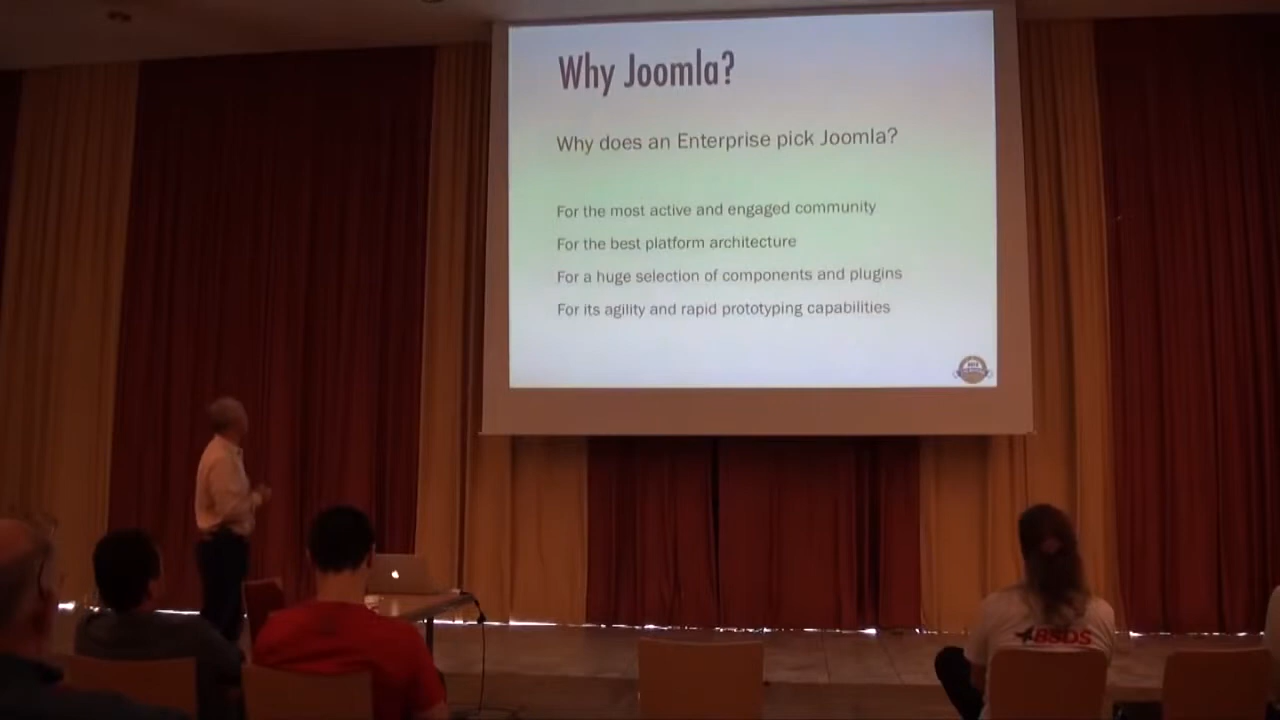 Why Joomla?
Why does an Enterprise pick Joomla?
For the most active and engaged community
For the best platform architecture
For a huge selection of components and plugins
For its agility and rapid prototyping capabilities
BSDS